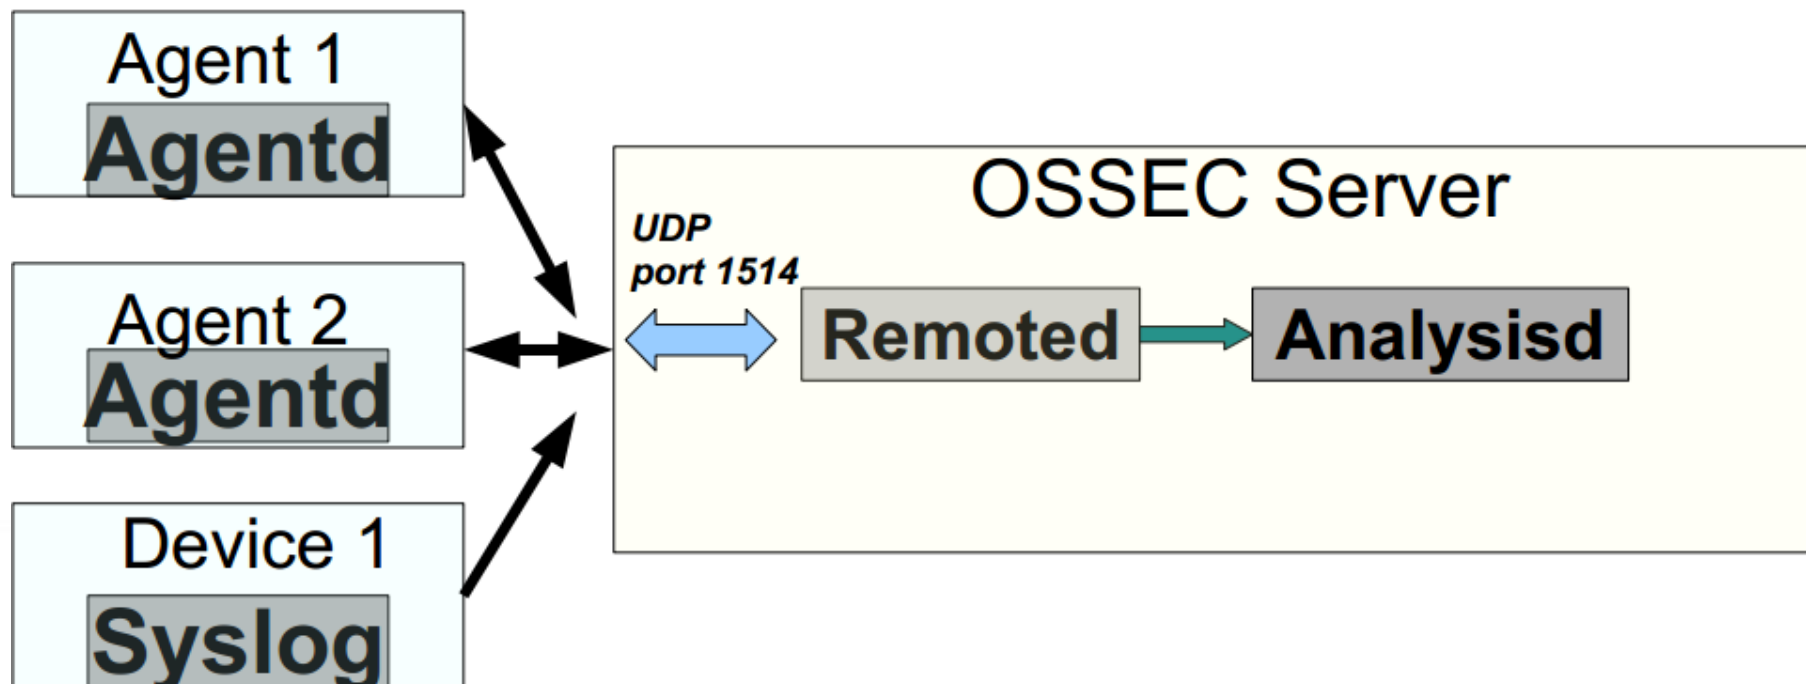 Agent 1
Agentd
Agent 2
Agentd
Device 1
Syslog
OSSEC Server
UDP
port 1514
Remoted
Analysisd